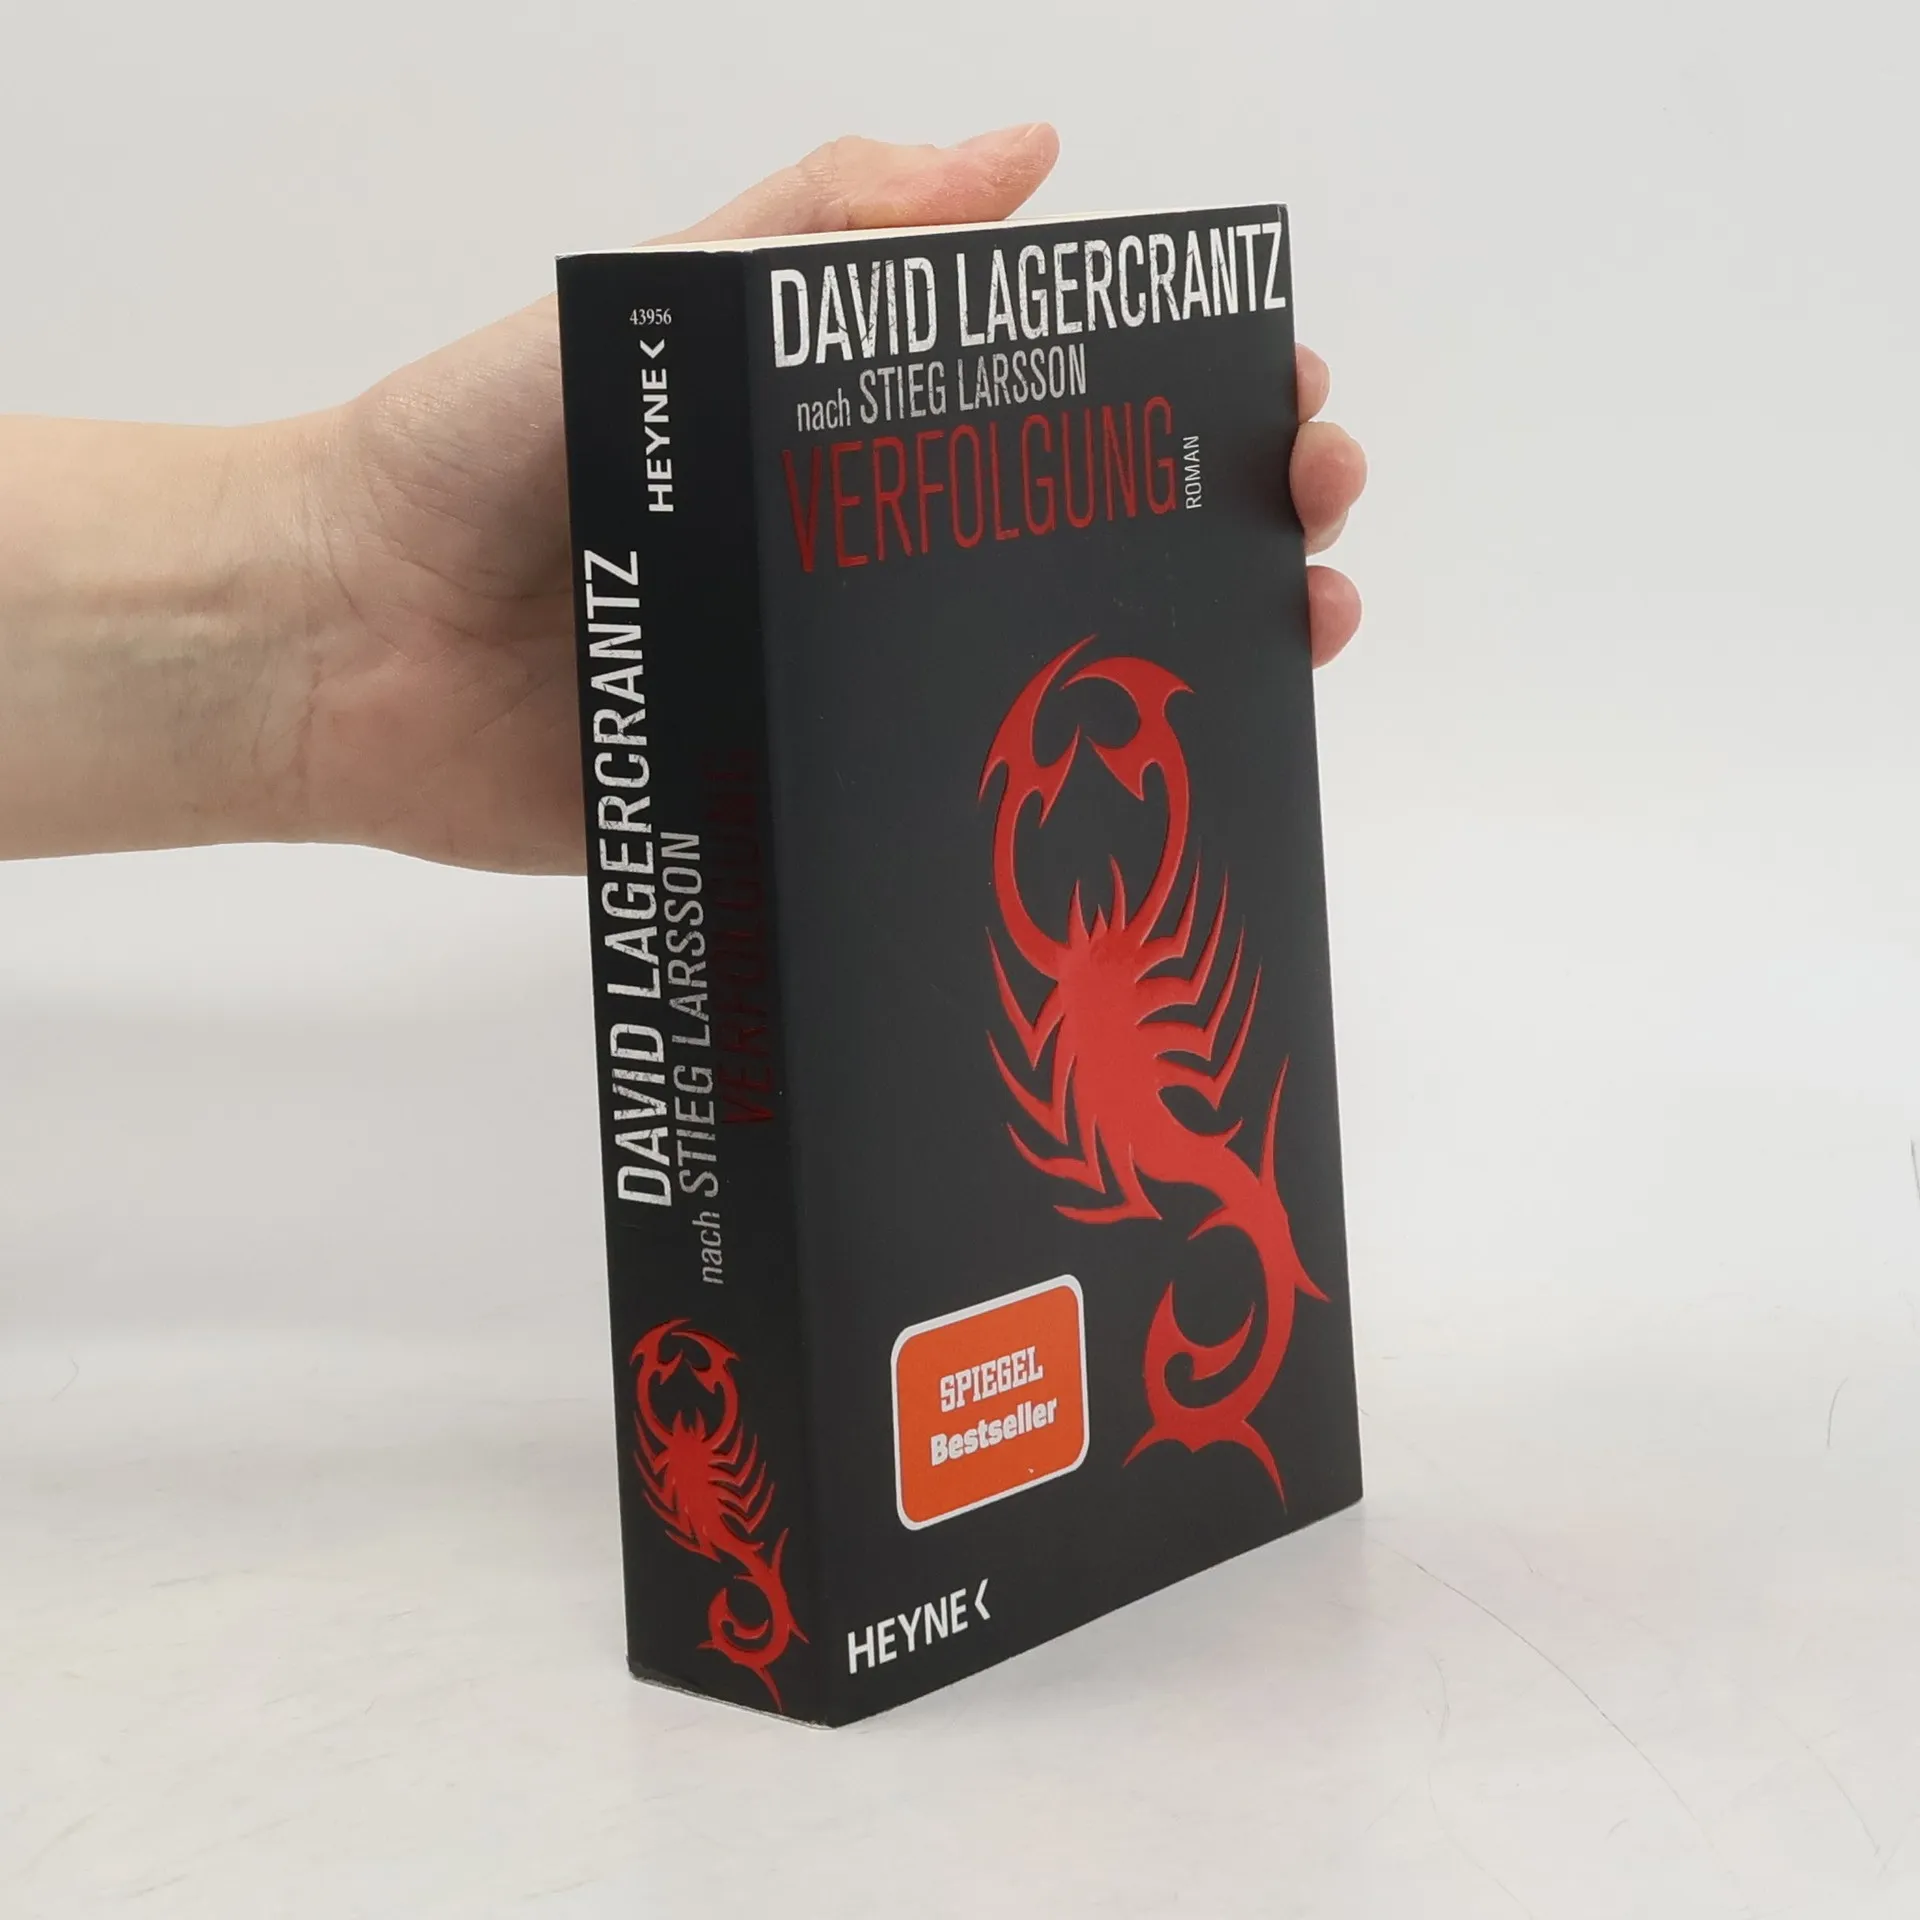 43956
HEYNE
DAVID LAGERCRANTZ
nach STIEG LARSSON
VERFOLGUNG
DAVID LAGERCRANTZ
nach STIEG LARSSON
VERFOLGUNG
ROMAN
SPIEGEL
Bestseller
HEYNE